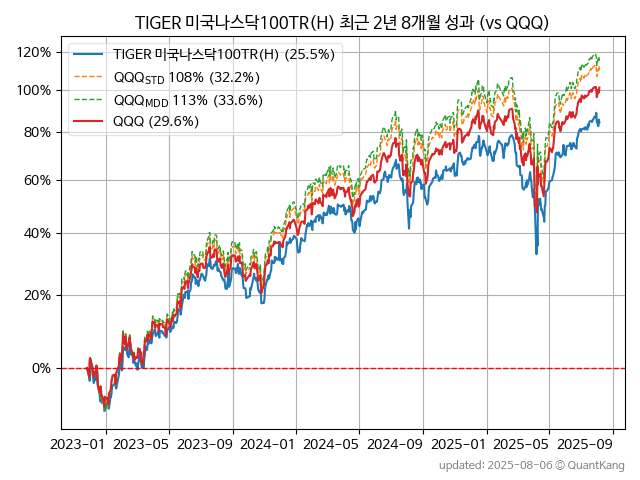 TIGER 미국나스닥100TR(H) 최근 2년 8개월 성과 (vs QQQ)
TIGER 미국나스닥100TR(H) (25.5%)
QQQSTD 108% (32.2%)
QQQMDD 113% (33.6%)
QQQ (29.6%)
120%
100%
80%
60%
40%
20%
0%
2023-01 2023-05 2023-09 2024-01 2024-05 2024-09 2025-01 2025-05 2025-09
updated: 2025-08-06 © QuantKang